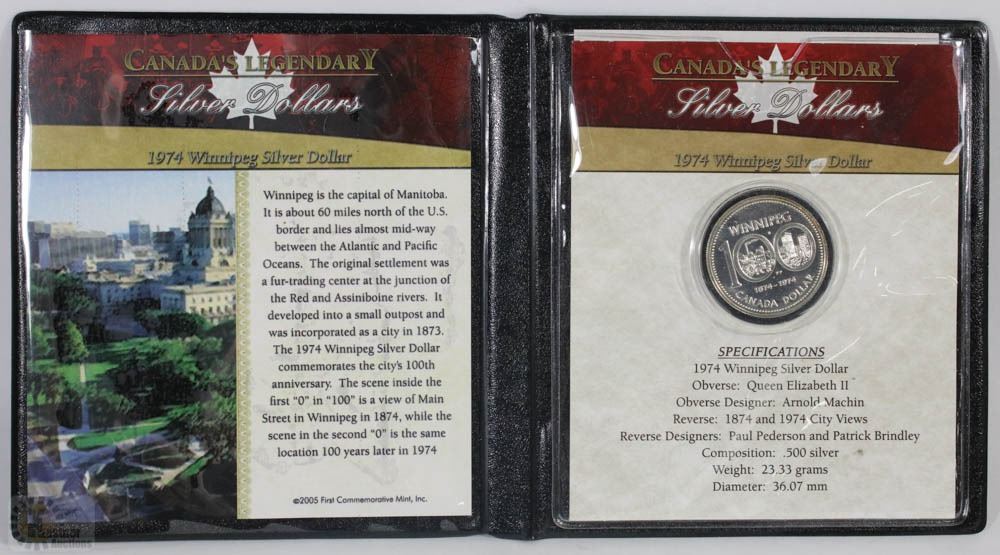 CANADA'S LEGENDARY
Silver Dollars
1974 Winnipeg Silver Dollar
Winnipeg is the capital of Manitoba.
It is about 60 miles north of the U.S.
border and lies almost mid-way
between the Atlantic and Pacific
Oceans. The original settlement was
a fur-trading center at the junction of
the Red and Assiniboine rivers. It
developed into a small outpost and
was incorporated as a city in 1873.
The 1974 Winnipeg Silver Dollar
commemorates the city's 100th
anniversary. The scene inside the
first "0" in "100" is a view of Main
Street in Winnipeg in 1874, while the
scene in the second "0" is the same
location 100 years later in 1974
©2005 First Commemorative Mint, Inc.
CANADA'S LEGENDARY
Silver Dollars
1974 Winnipeg Silver Dollar
WINNIPEG
100
1874-1974
CANADA DOLLAR
SPECIFICATIONS
1974 Winnipeg Silver Dollar
Obverse: Queen Elizabeth II
Obverse Designer: Arnold Machin
Reverse: 1874 and 1974 City Views
Reverse Designers: Paul Pederson and Patrick Brindley
Composition: .500 silver
Weight: 23.33 grams
Diameter: 36.07 mm
Auctions